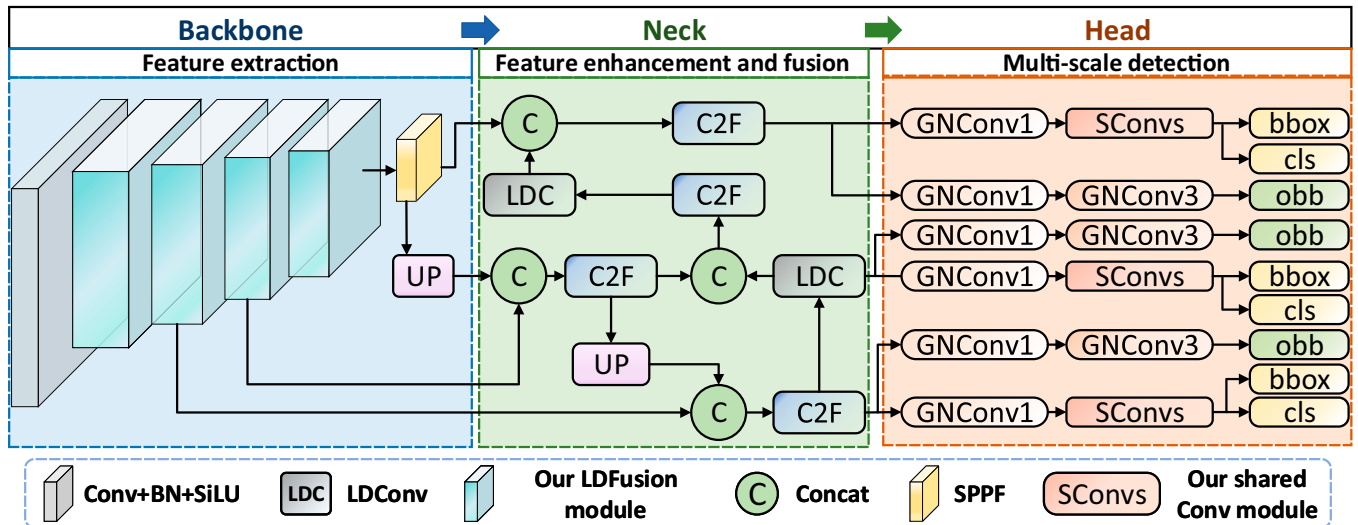 Backbone
Neck
Head
Feature extraction
Feature enhancement and fusion
Multi-scale detection
C
C2F
GNConv1
SConvs
bbox
cls
LDC
C2F
GNConv1
GNConv3
obb
GNConv1
GNConv3
obb
UP
C
C2F
C
LDC
GNConv1
SConvs
bbox
cls
UP
GNConv1
GNConv3
obb
bbox
C
C2F
GNConv1
SConvs
cls
Conv+BN+SiLU
LDC
LDConv
Our LDFusion
module
C
Concat
SPPF
SConvs
Our shared
Conv module